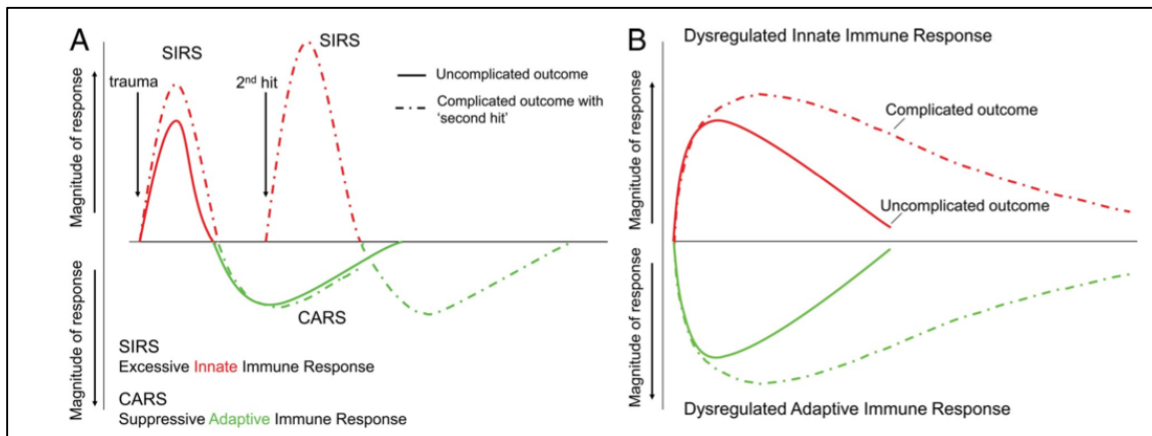 A
SIRS
SIRS
trauma
2nd hit
Uncomplicated outcome
Complicated outcome with
‘second hit’
Magnitude of response
Magnitude of response
CARS
SIRS
Excessive Innate Immune Response
CARS
Suppressive Adaptive Immune Response
B
Dysregulated Innate Immune Response
Complicated outcome
Uncomplicated outcome
Magnitude of response
Magnitude of response
Dysregulated Adaptive Immune Response